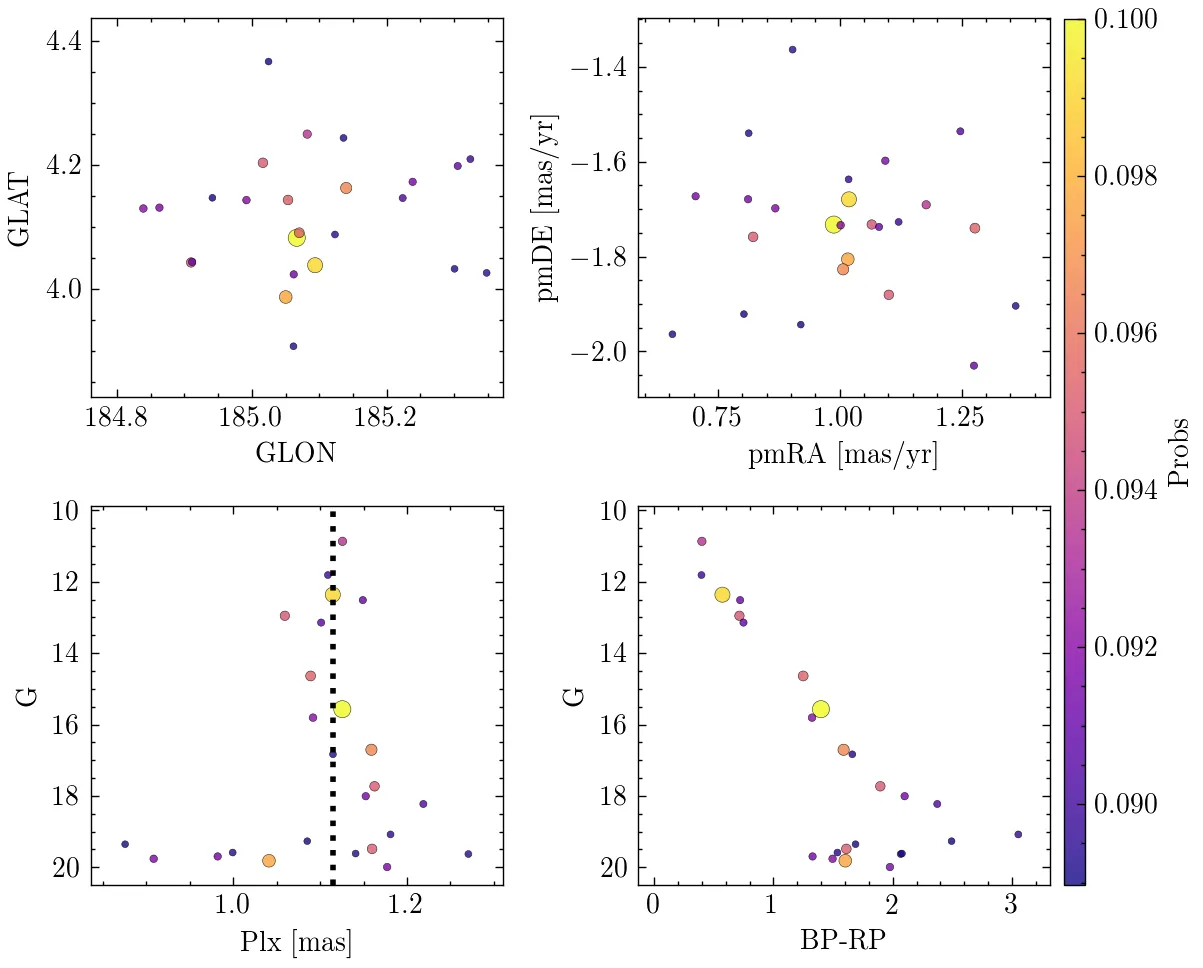 4.4
4.2
4.0
GLAT
184.8 185.0 185.2
GLON
−1.4
−1.6
−1.8
−2.0
pmDE [mas/yr]
0.75 1.00 1.25
pmRA [mas/yr]
10
12
14
16
18
20
G
1.0 1.2
Plx [mas]
10
12
14
16
18
20
G
0 1 2 3
BP-RP
0.100
0.098
0.096
0.094
0.092
0.090
Probs